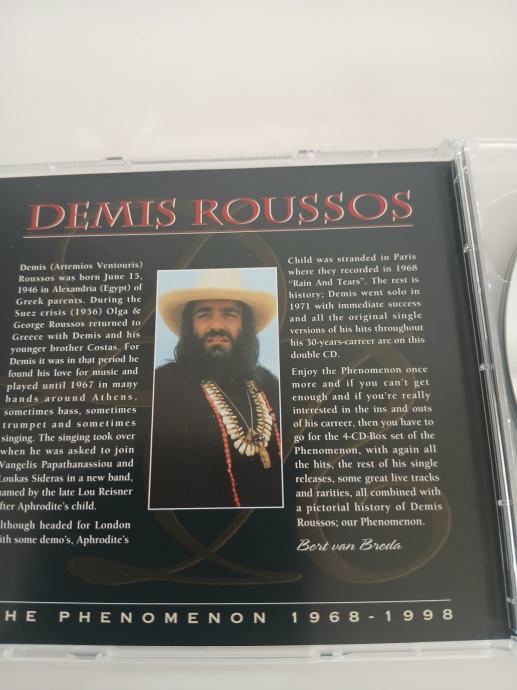 DEMIS ROUSSOS
Demis (Artemios Ventouris)
Roussos was born June 15,
1946 in Alexandria (Egypt) of
Greek parents. During the
Suez crisis (1956) Olga &
George Roussos returned to
Greece with Demis and his
younger brother Costas. For
Demis it was in that period he
found his love for music and
played until 1967 in many
bands around Athens,
sometimes bass, sometimes
trumpet and sometimes
singing. The singing took over
when he was asked to join
Vangelis Papathanassiou and
Loukas Sideras in a new band,
named by the late Lou Reisner
after Aphrodite's child.
lthough headed for London
ith some demo's, Aphrodite's
Child was stranded in Paris
where they recorded in 1968
"Rain And Tears". The rest is
history; Demis went solo in
1971 with immediate success
and all the original single
versions of his hits throughout
his 30-years-carreer are on this
double CD.
Enjoy the Phenomenon once
more and if you can't get
enough and if you're really
interested in the ins and outs
of his carreer, then you have to
go for the 4-CD-Box set of the
Phenomenon, with again all
the hits, the rest of his single
releases, some great live tracks
and rarities, all combined with
a pictorial history of Demis
Roussos; our Phenomenon.
Bert van Breda
HE PHENOMENON 1968-1998